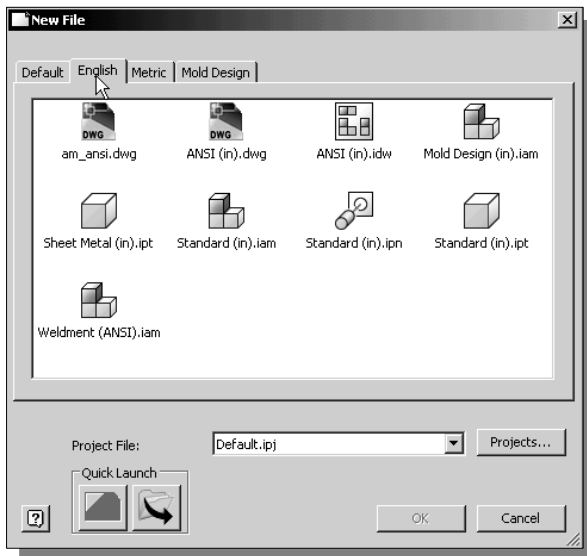 New File
Default English Metric Mold Design
DWG DWG
am_ansi.dwg ANSI (in).dwg ANSI (in).idw Mold Design (in).iam
Sheet Metal (in).ipt Standard (in).iam Standard (in).ipn Standard (in).ipt
Weldment (ANSI).iam
Project File: Default.ipj Projects...
Quick Launch
? OK Cancel